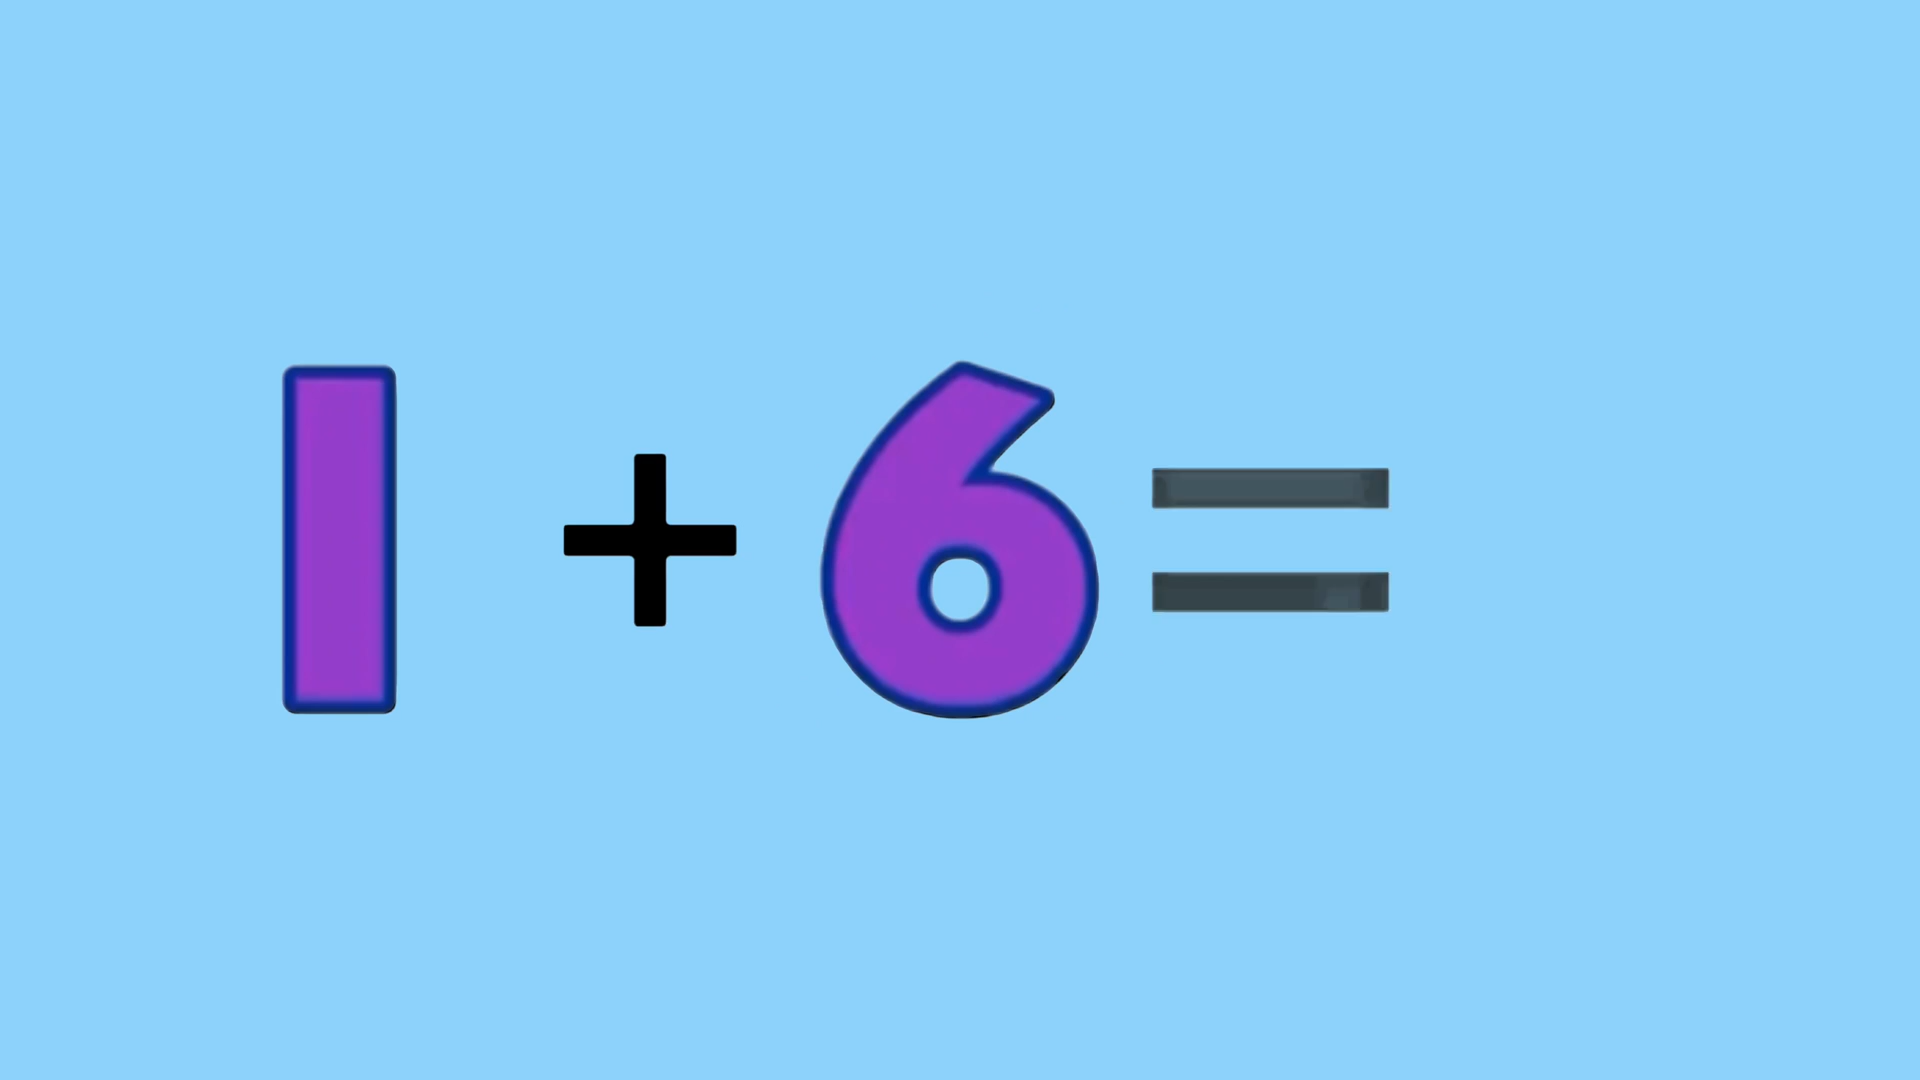 1 + 6 =